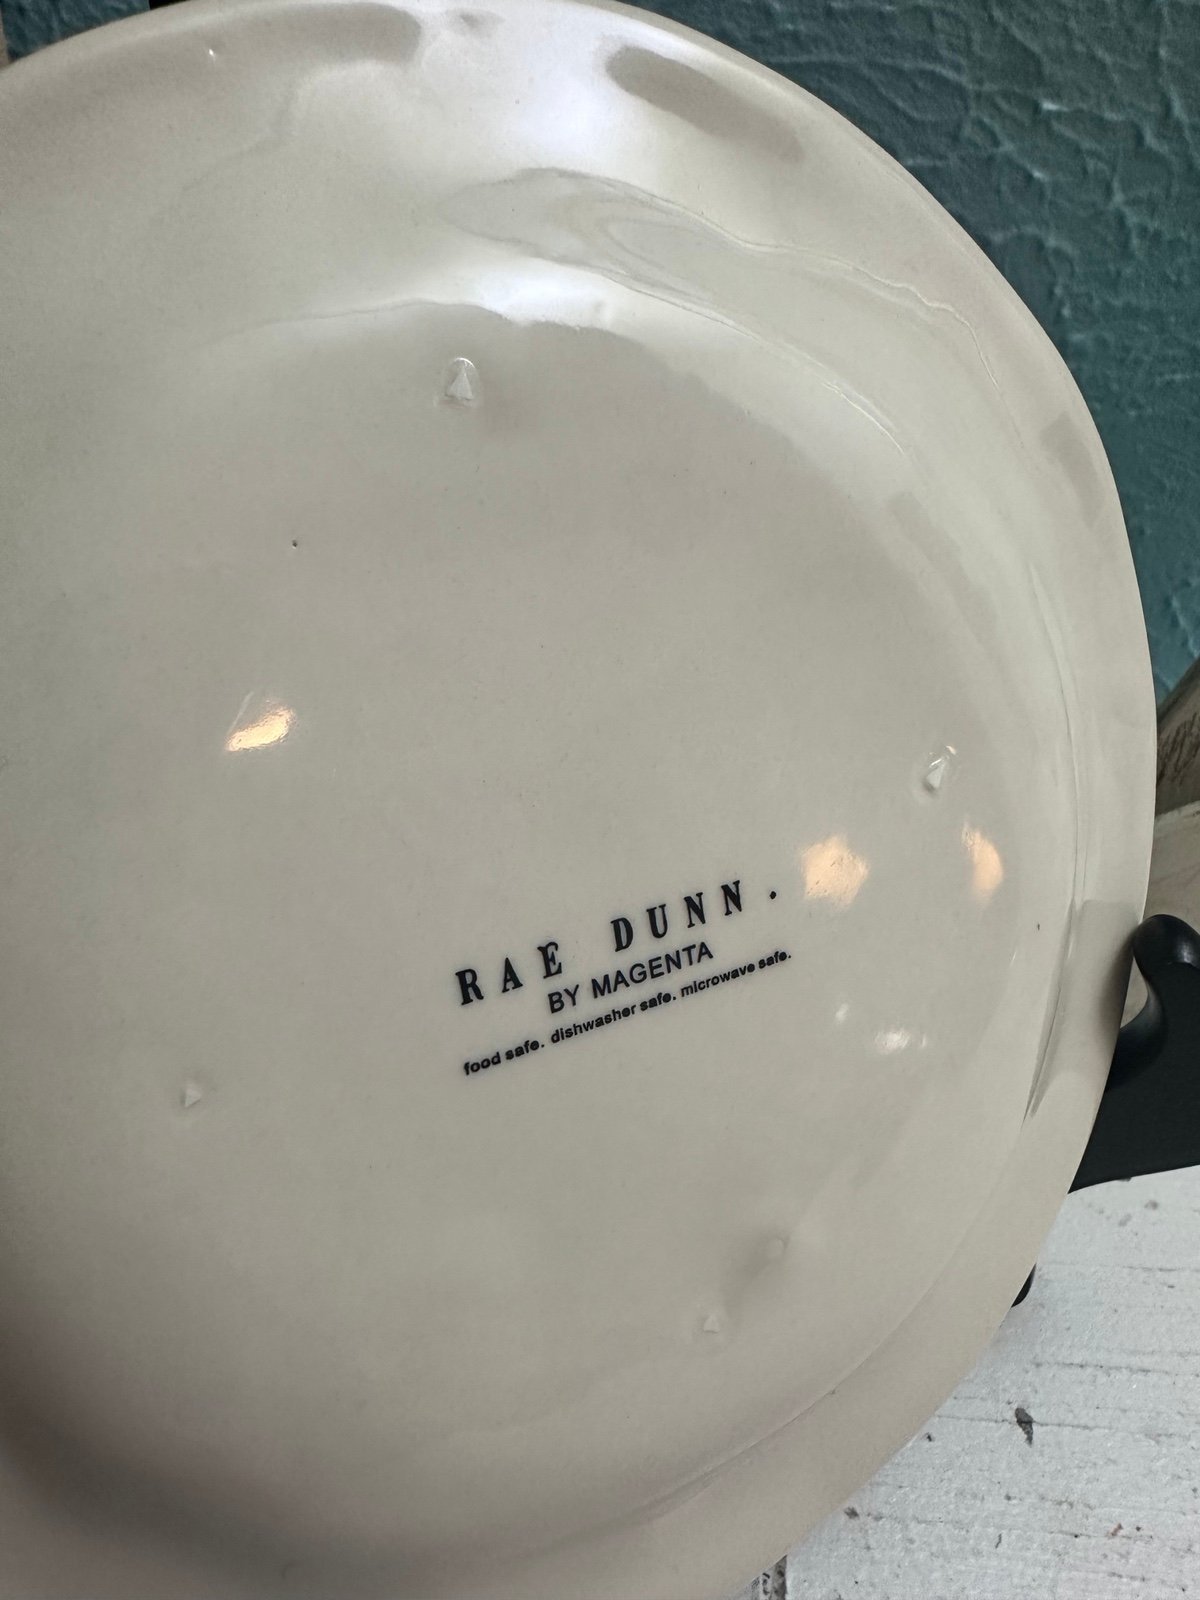 RAE DUNN.
BY MAGENTA
food safe. dishwasher safe. microwave safe.